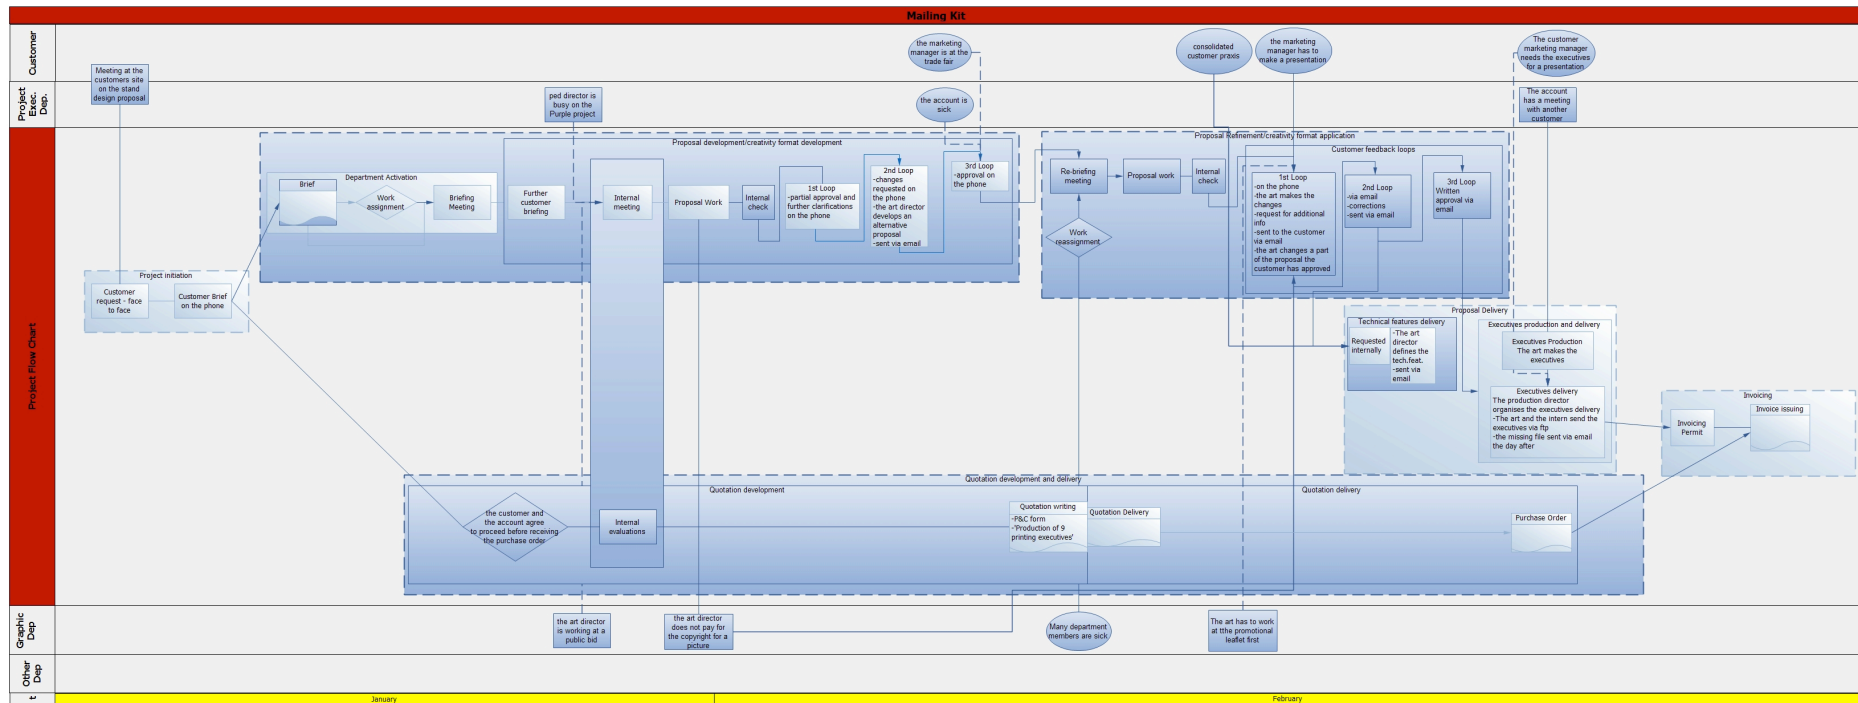 Mailing Kit
Customer
Project
Exec.
Dep.
Project Flow Chart
Graphic
Dep
Other
Dep
t
Meeting at the
customers site
on the stand
design proposal
ped director is
busy on the
Purple project
the marketing
manager is at the
trade fair
the account is
sick
consolidated
customer praxis
the marketing
manager has to
make a presentation
The customer
marketing manager
needs the executives
for a presentation
The account
has a meeting
with another
customer
Project initiation
Customer
request - face
to face
Customer Brief
on the phone
Proposal development/creativity format development
Department Activation
Brief
Work
assignment
Briefing
Meeting
Further
customer
briefing
Internal
meeting
Proposal Work
Internal
check
1st Loop
-partial approval and
further clarifications
on the phone
2nd Loop
-changes
requested on
the phone
-the art director
develops an
alternative
proposal
-sent via email
3rd Loop
-approval on
the phone
Proposal Refinement/creativity format application
Re-briefing
meeting
Proposal work
Internal
check
Work
reassignment
Customer feedback loops
1st Loop
-on the phone
-the art makes the
changes
-request for additional
info
-sent to the customer
via email
-the art changes a part
of the proposal the
customer has approved
2nd Loop
-via email
-corrections
-sent via email
3rd Loop
Written
approval via
email
Proposal Delivery
Technical features delivery
Requested
internally
-The art
director
defines the
tech.feat.
-sent via
email
Executives production and delivery
Executives Production
The art makes the
executives
Executives delivery
The production director
organises the executives delivery
-The art and the intern send the
executives via ftp
-the missing file sent via email
the day after
Invoicing
Invoicing
Permit
Invoice issuing
Quotation development and delivery
Quotation development
the customer and
the account agree
to proceed before receiving
the purchase order
Internal
evaluations
Quotation writing
-P&C form
-'Production of 9
printing executives'
Quotation delivery
Quotation Delivery
Purchase Order
the art director
is working at a
public bid
the art director
does not pay for
the copyright for a
picture
Many department
members are sick
The art has to work
at tthe promotional
leaflet first
January
February